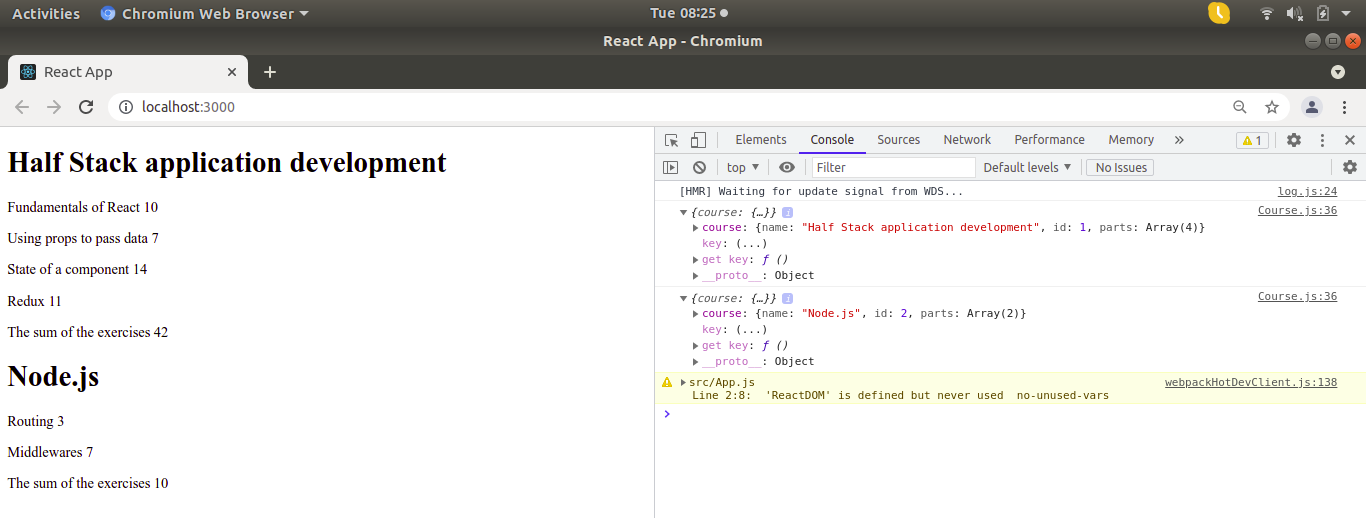 Activities Chromium Web Browser Tue 08:25
React App - Chromium
React App
localhost:3000
Half Stack application development
Fundamentals of React 10
Using props to pass data 7
State of a component 14
Redux 11
The sum of the exercises 42
Node.js
Routing 3
Middlewares 7
The sum of the exercises 10
Elements Console Sources Network Performance Memory » 1
top Filter Default levels No Issues
[HMR] Waiting for update signal from WDS... log.js:24
{course: {…}} i Course.js:36
course: {name: "Half Stack application development", id: 1, parts: Array(4)}
key: (...)
get key: ƒ ()
__proto__: Object
{course: {…}} i Course.js:36
course: {name: "Node.js", id: 2, parts: Array(2)}
key: (...)
get key: ƒ ()
__proto__: Object
src/App.js webpackHotDevClient.js:138
Line 2:8: 'ReactDOM' is defined but never used no-unused-vars